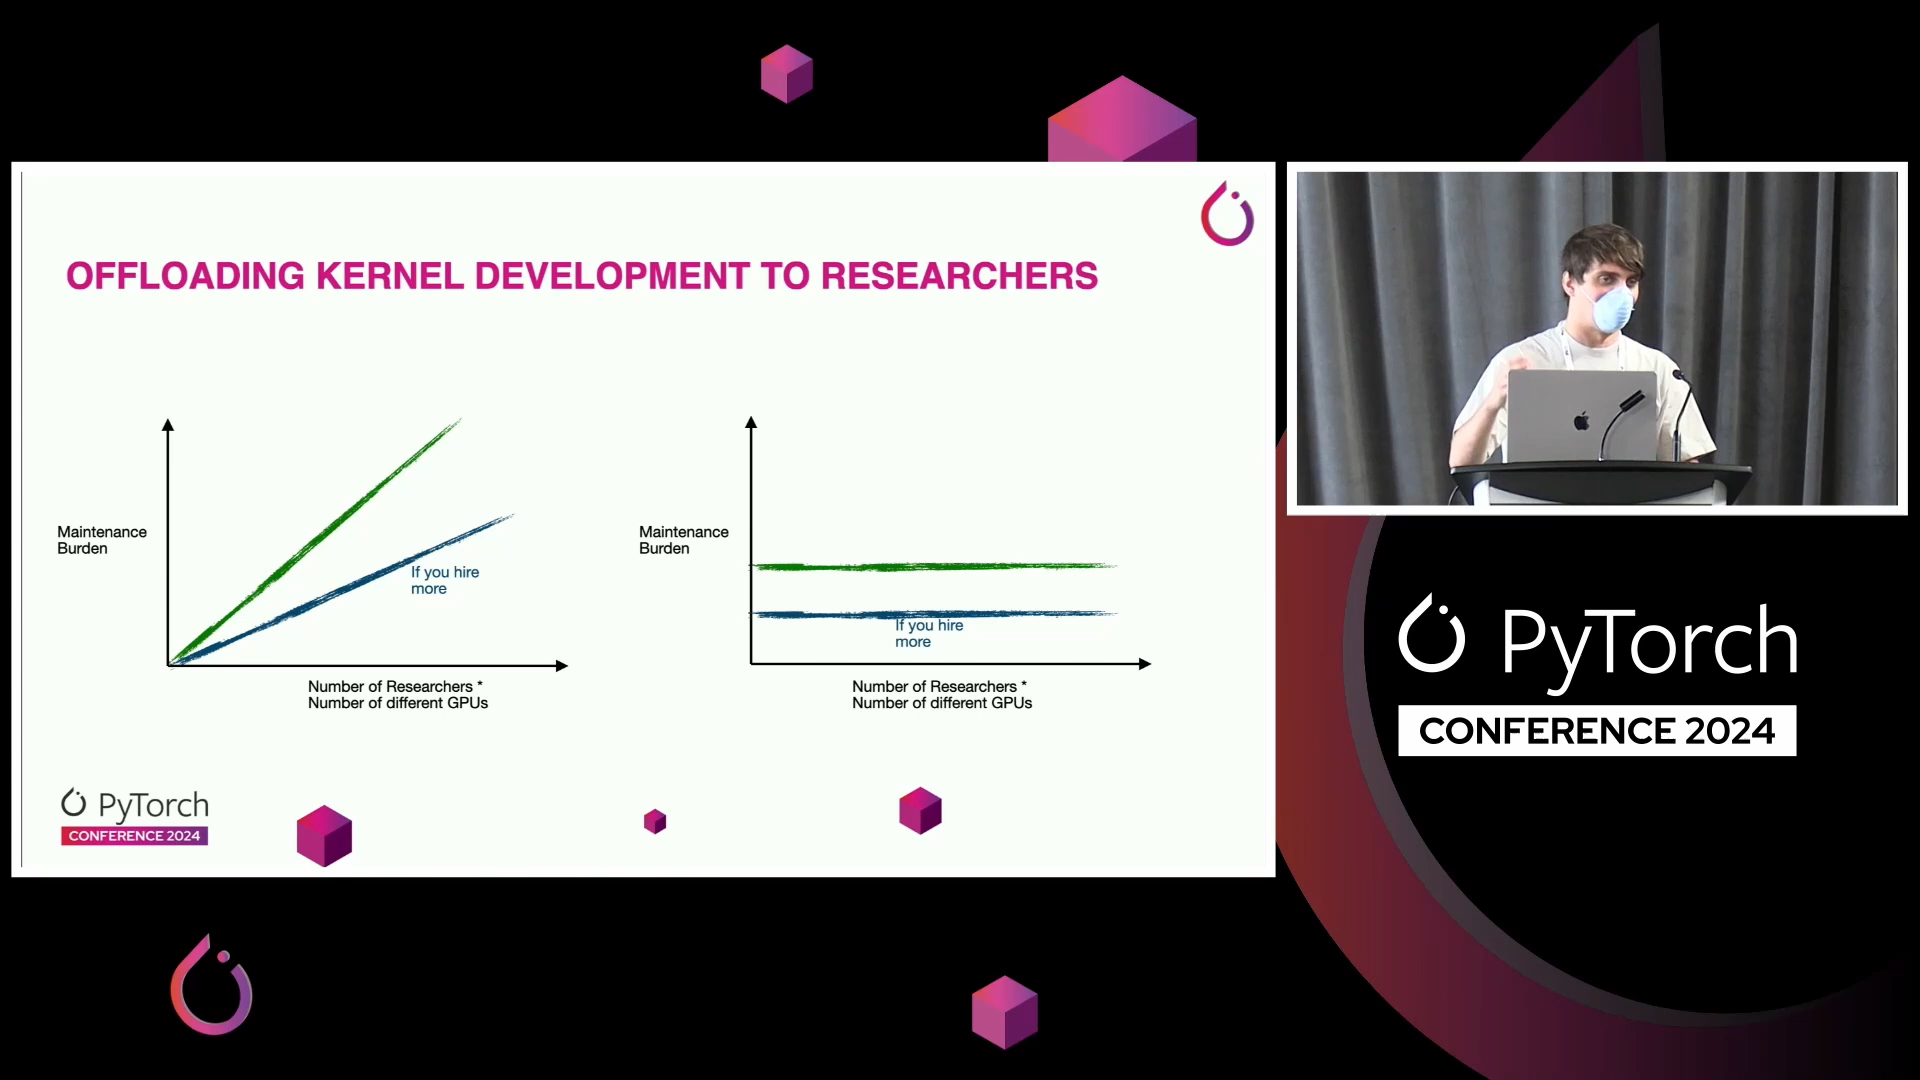 OFFLOADING KERNEL DEVELOPMENT TO RESEARCHERS
Maintenance
Burden
If you hire
more
Number of Researchers *
Number of different GPUs
Maintenance
Burden
If you hire
more
Number of Researchers *
Number of different GPUs
PyTorch
CONFERENCE 2024
PyTorch
CONFERENCE 2024